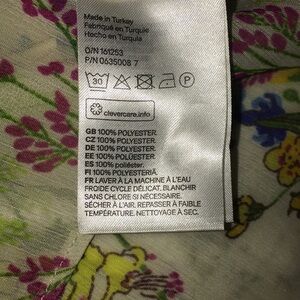 Made in Turkey
Fabriqué en Turquie
Hecho en Turquía
O/N 161253
P/N 0635008 7
30
P
clevercare.info
GB 100% POLYESTER.
CZ 100% POLYESTER.
DE 100% POLYESTER.
EE 100% POLÜESTER.
ES 100% poliéster.
FI 100% POLYESTERIA.
FR LAVER À LA MACHINE À L'EAU
FROIDE CYCLE DÉLICAT. BLANCHIR
SANS CHLORE SI NÉCESSAIRE.
SÉCHER À L'AIR. REPASSER À FAIBLE
TEMPÉRATURE. NETTOYAGE À SEC.